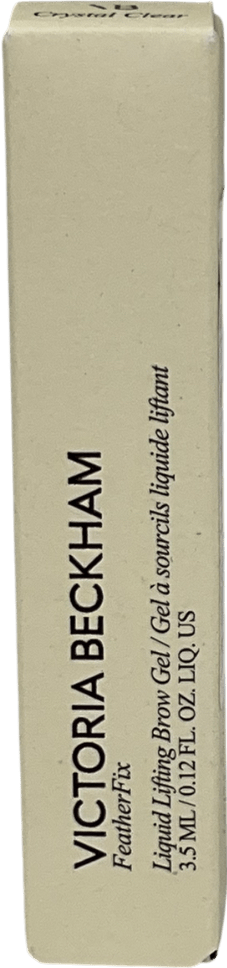 VB
Crystal Clear
VICTORIA BECKHAM
FeatherFix
Liquid Lifting Brow Gel / Gel à sourcils liquide liftant
3.5 ML / 0.12 FL. OZ. LIQ. US